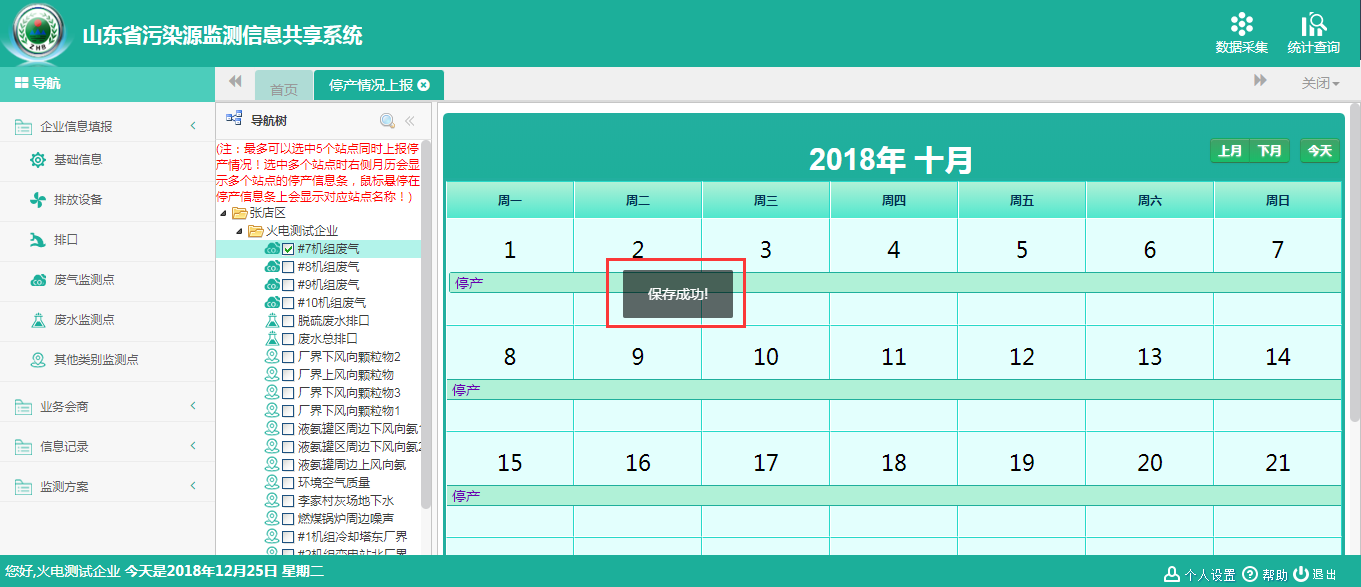 山东省污染源监测信息共享系统
数据采集
统计查询
ZHB
导航
首页
停产情况上报
关闭
企业信息填报
基础信息
排放设备
排口
废气监测点
废水监测点
其他类别监测点
业务会商
信息记录
监测方案
导航树
(注：最多可以选中5个站点同时上报停
产情况！选中多个站点时右侧月历会显
示多个站点的停产信息条，鼠标悬停在
停产信息条上会显示对应站点名称！)
张店区
火电测试企业
#7机组废气
#8机组废气
#9机组废气
#10机组废气
脱硫废水排口
废水总排口
厂界下风向颗粒物2
厂界上风向颗粒物
厂界下风向颗粒物3
厂界下风向颗粒物1
液氨罐区周边下风向氨1
液氨罐区周边下风向氨2
液氨罐周边上风向氨
环境空气质量
李家村灰场地下水
燃煤锅炉周边噪声
#1机组冷却塔东厂界
#2机组变电站北厂界
2018年 十月
上月 下月 今天
周一 周二 周三 周四 周五 周六 周日
1 2 3 4 5 6 7
停产
保存成功!
8 9 10 11 12 13 14
停产
15 16 17 18 19 20 21
停产
您好,火电测试企业 今天是2018年12月25日 星期二
个人设置 帮助 退出